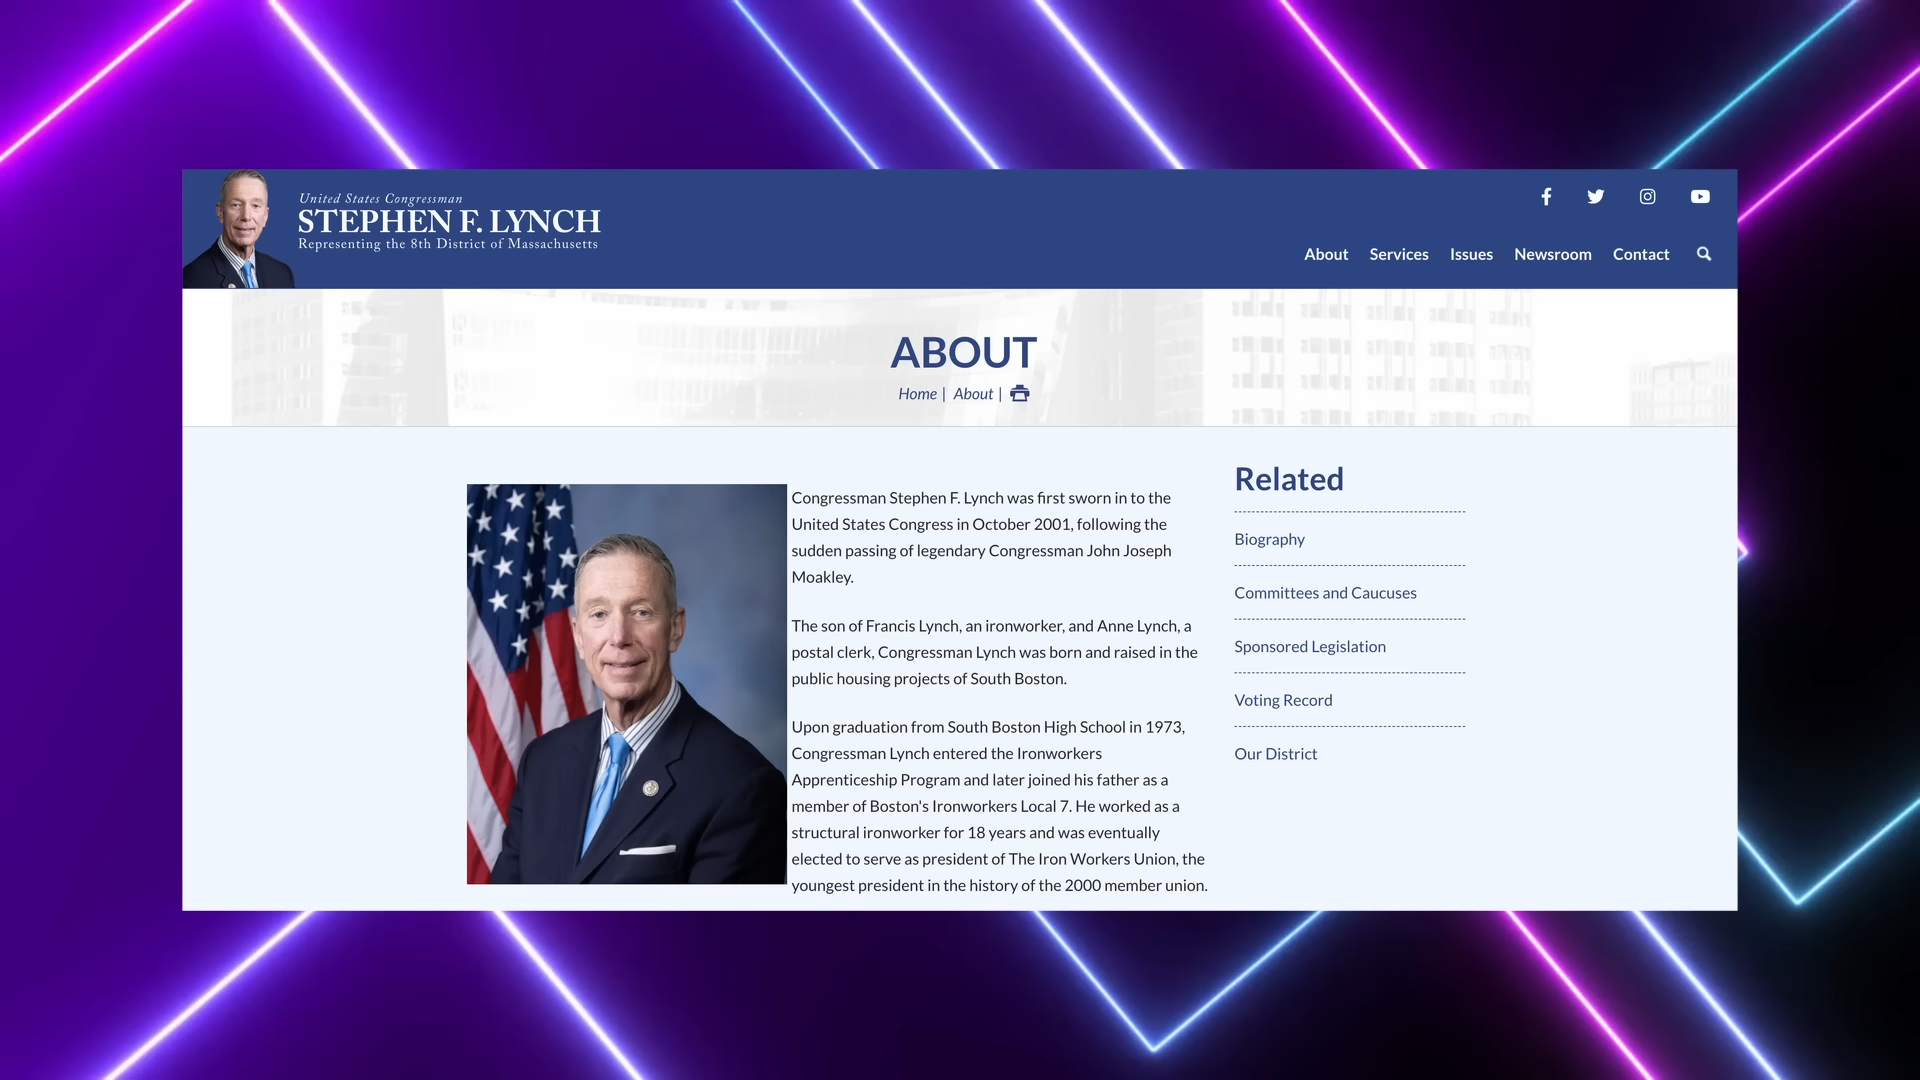 United States Congressman
STEPHEN F. LYNCH
Representing the 8th District of Massachusetts
About Services Issues Newsroom Contact
ABOUT
Home | About |
Congressman Stephen F. Lynch was first sworn in to the
United States Congress in October 2001, following the
sudden passing of legendary Congressman John Joseph
Moakley.
The son of Francis Lynch, an ironworker, and Anne Lynch, a
postal clerk, Congressman Lynch was born and raised in the
public housing projects of South Boston.
Upon graduation from South Boston High School in 1973,
Congressman Lynch entered the Ironworkers
Apprenticeship Program and later joined his father as a
member of Boston's Ironworkers Local 7. He worked as a
structural ironworker for 18 years and was eventually
elected to serve as president of The Iron Workers Union, the
youngest president in the history of the 2000 member union.
Related
Biography
Committees and Caucuses
Sponsored Legislation
Voting Record
Our District